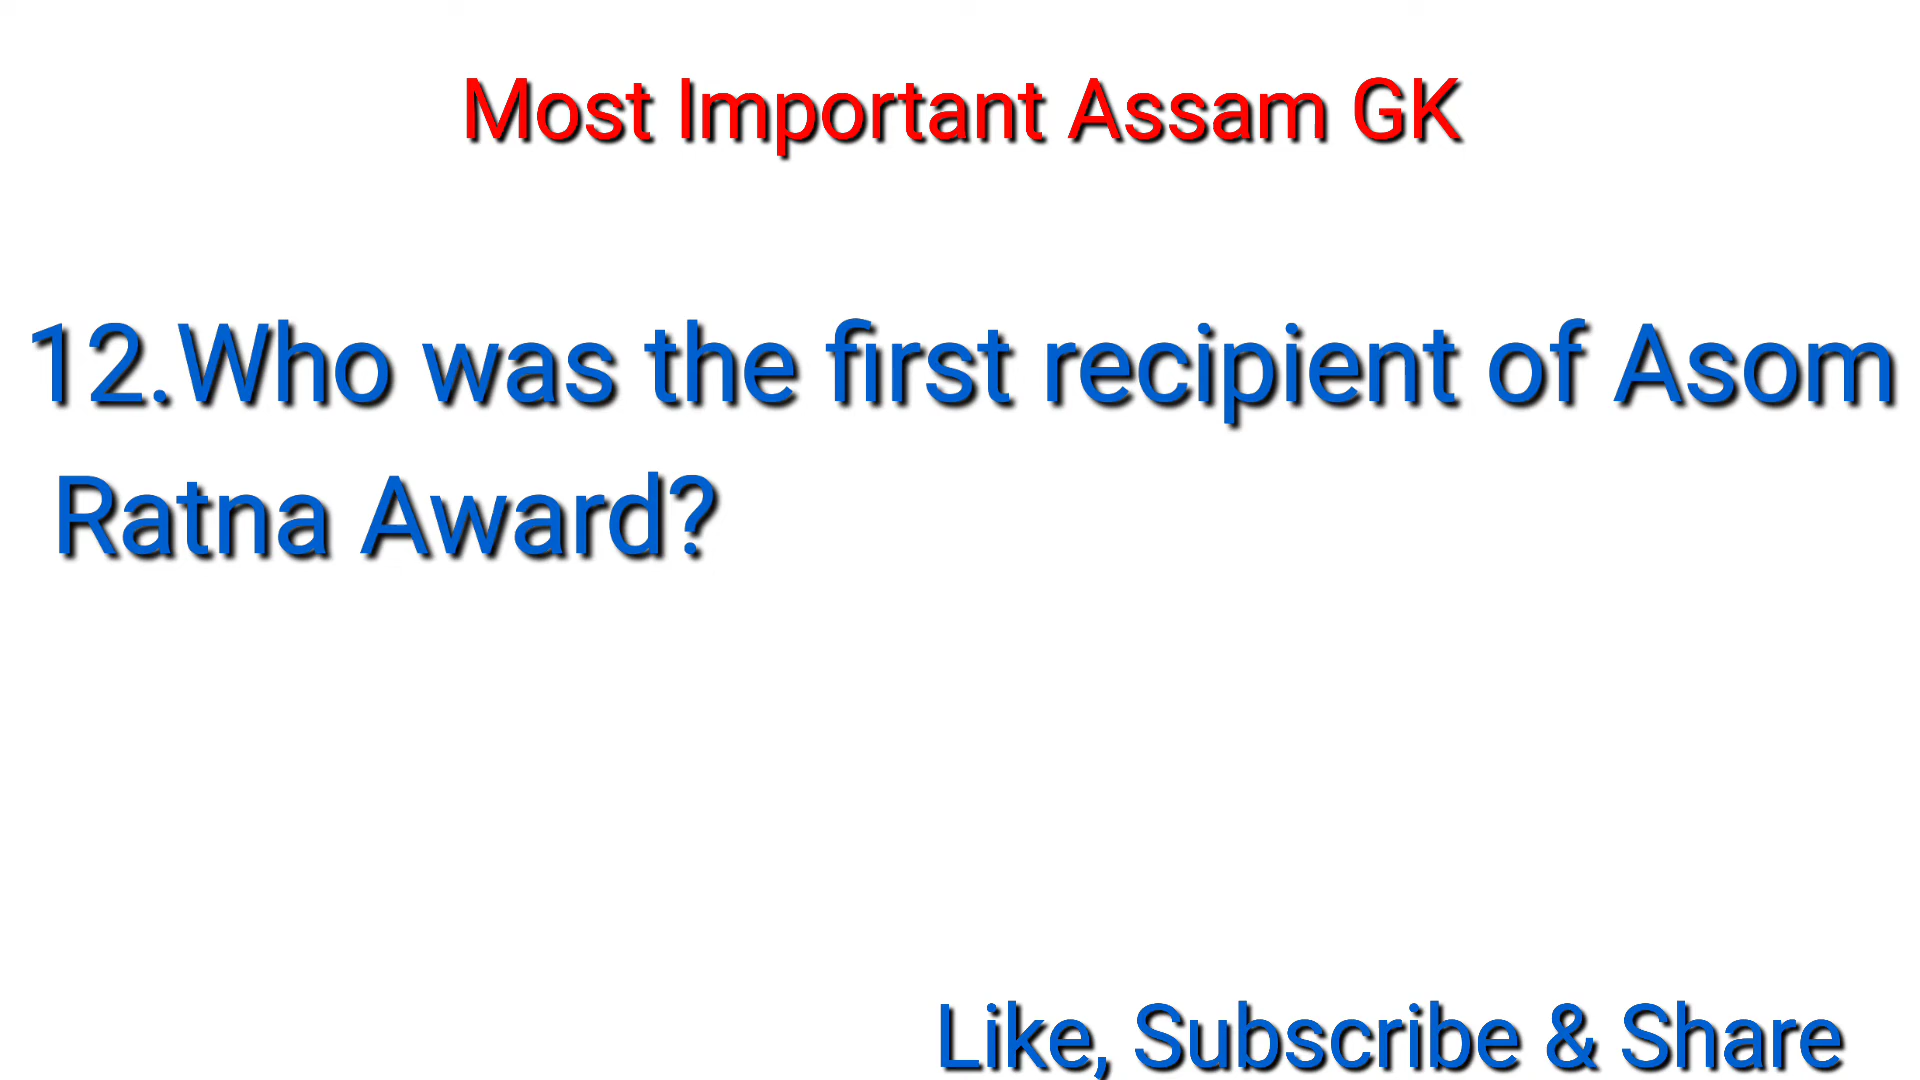 Most Important Assam GK
12.Who was the first recipient of Asom
Ratna Award?
Like, Subscribe & Share